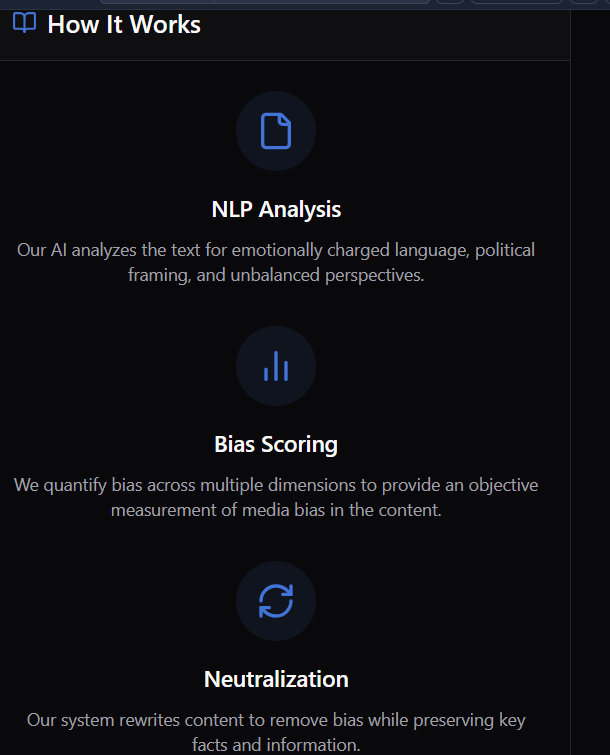 How It Works
NLP Analysis
Our AI analyzes the text for emotionally charged language, political
framing, and unbalanced perspectives.
Bias Scoring
We quantify bias across multiple dimensions to provide an objective
measurement of media bias in the content.
Neutralization
Our system rewrites content to remove bias while preserving key
facts and information.